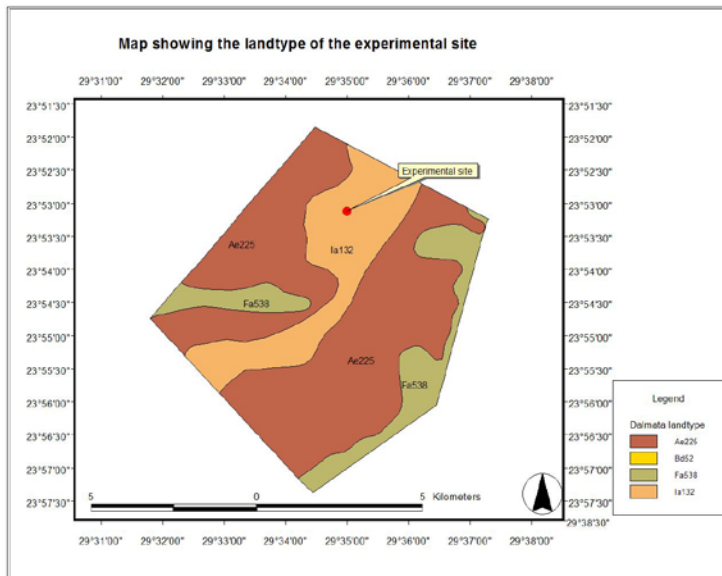 Map showing the landtype of the experimental site
29°31'00" 29°32'00" 29°33'00" 29°34'00" 29°35'00" 29°36'00" 29°37'00" 29°38'00"
23°51'30" 23°51'30"
23°52'00" 23°52'00"
23°52'30" 23°52'30"
Experimental site
23°53'00" 23°53'00"
23°53'30" 23°53'30"
Ae225 Ia132
23°54'00" 23°54'00"
23°54'30" Fa538 23°54'30"
23°55'00" 23°55'00"
Ae225
23°55'30" 23°55'30"
Fa538
23°56'00" 23°56'00"
23°56'30" 23°56'30"
23°57'00" 23°57'00"
5 0 5 Kilometers
23°57'30" 23°57'30"
29°38'30"
29°31'00" 29°32'00" 29°33'00" 29°34'00" 29°35'00" 29°36'00" 29°37'00" 29°38'00"
Legend
Dalmata landtype
Ae225
Bd52
Fa538
Ia132